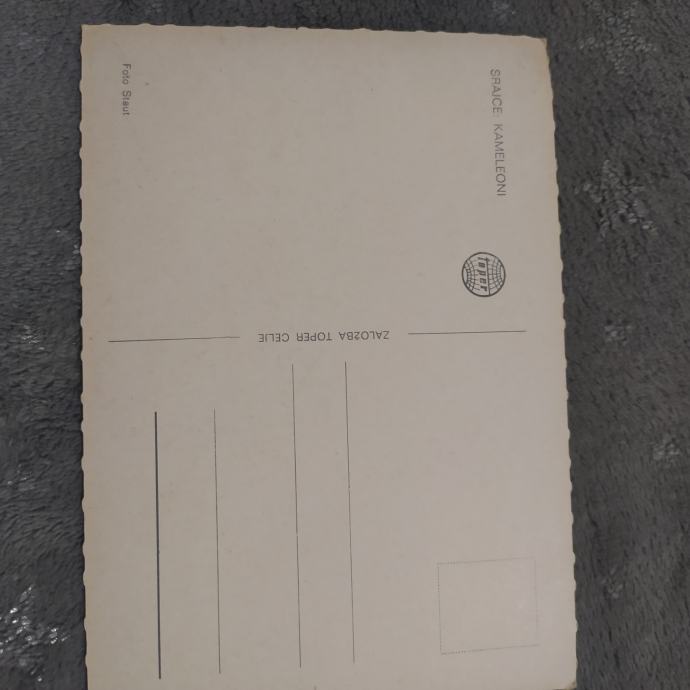 SRAJCE: KAMELEONI
toper
ZALOŽBA TOPER CELJE
Foto Staut